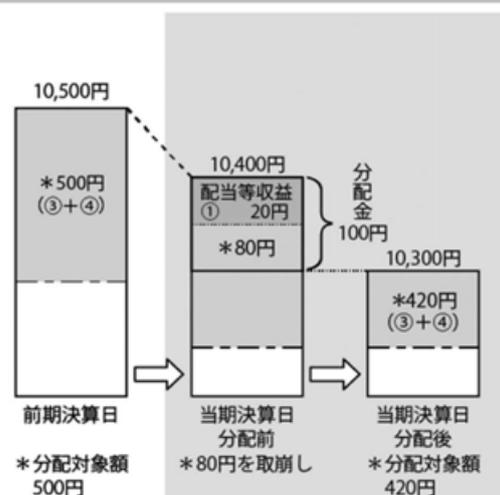 10,500円
＊500円
(③＋④)
前期決算日
＊分配対象額
500円
10,400円
配当等収益
① 20円
＊80円
分配金
100円
当期決算日
分配前
＊80円を取崩し
10,300円
＊420円
(③＋④)
当期決算日
分配後
＊分配対象額
420円